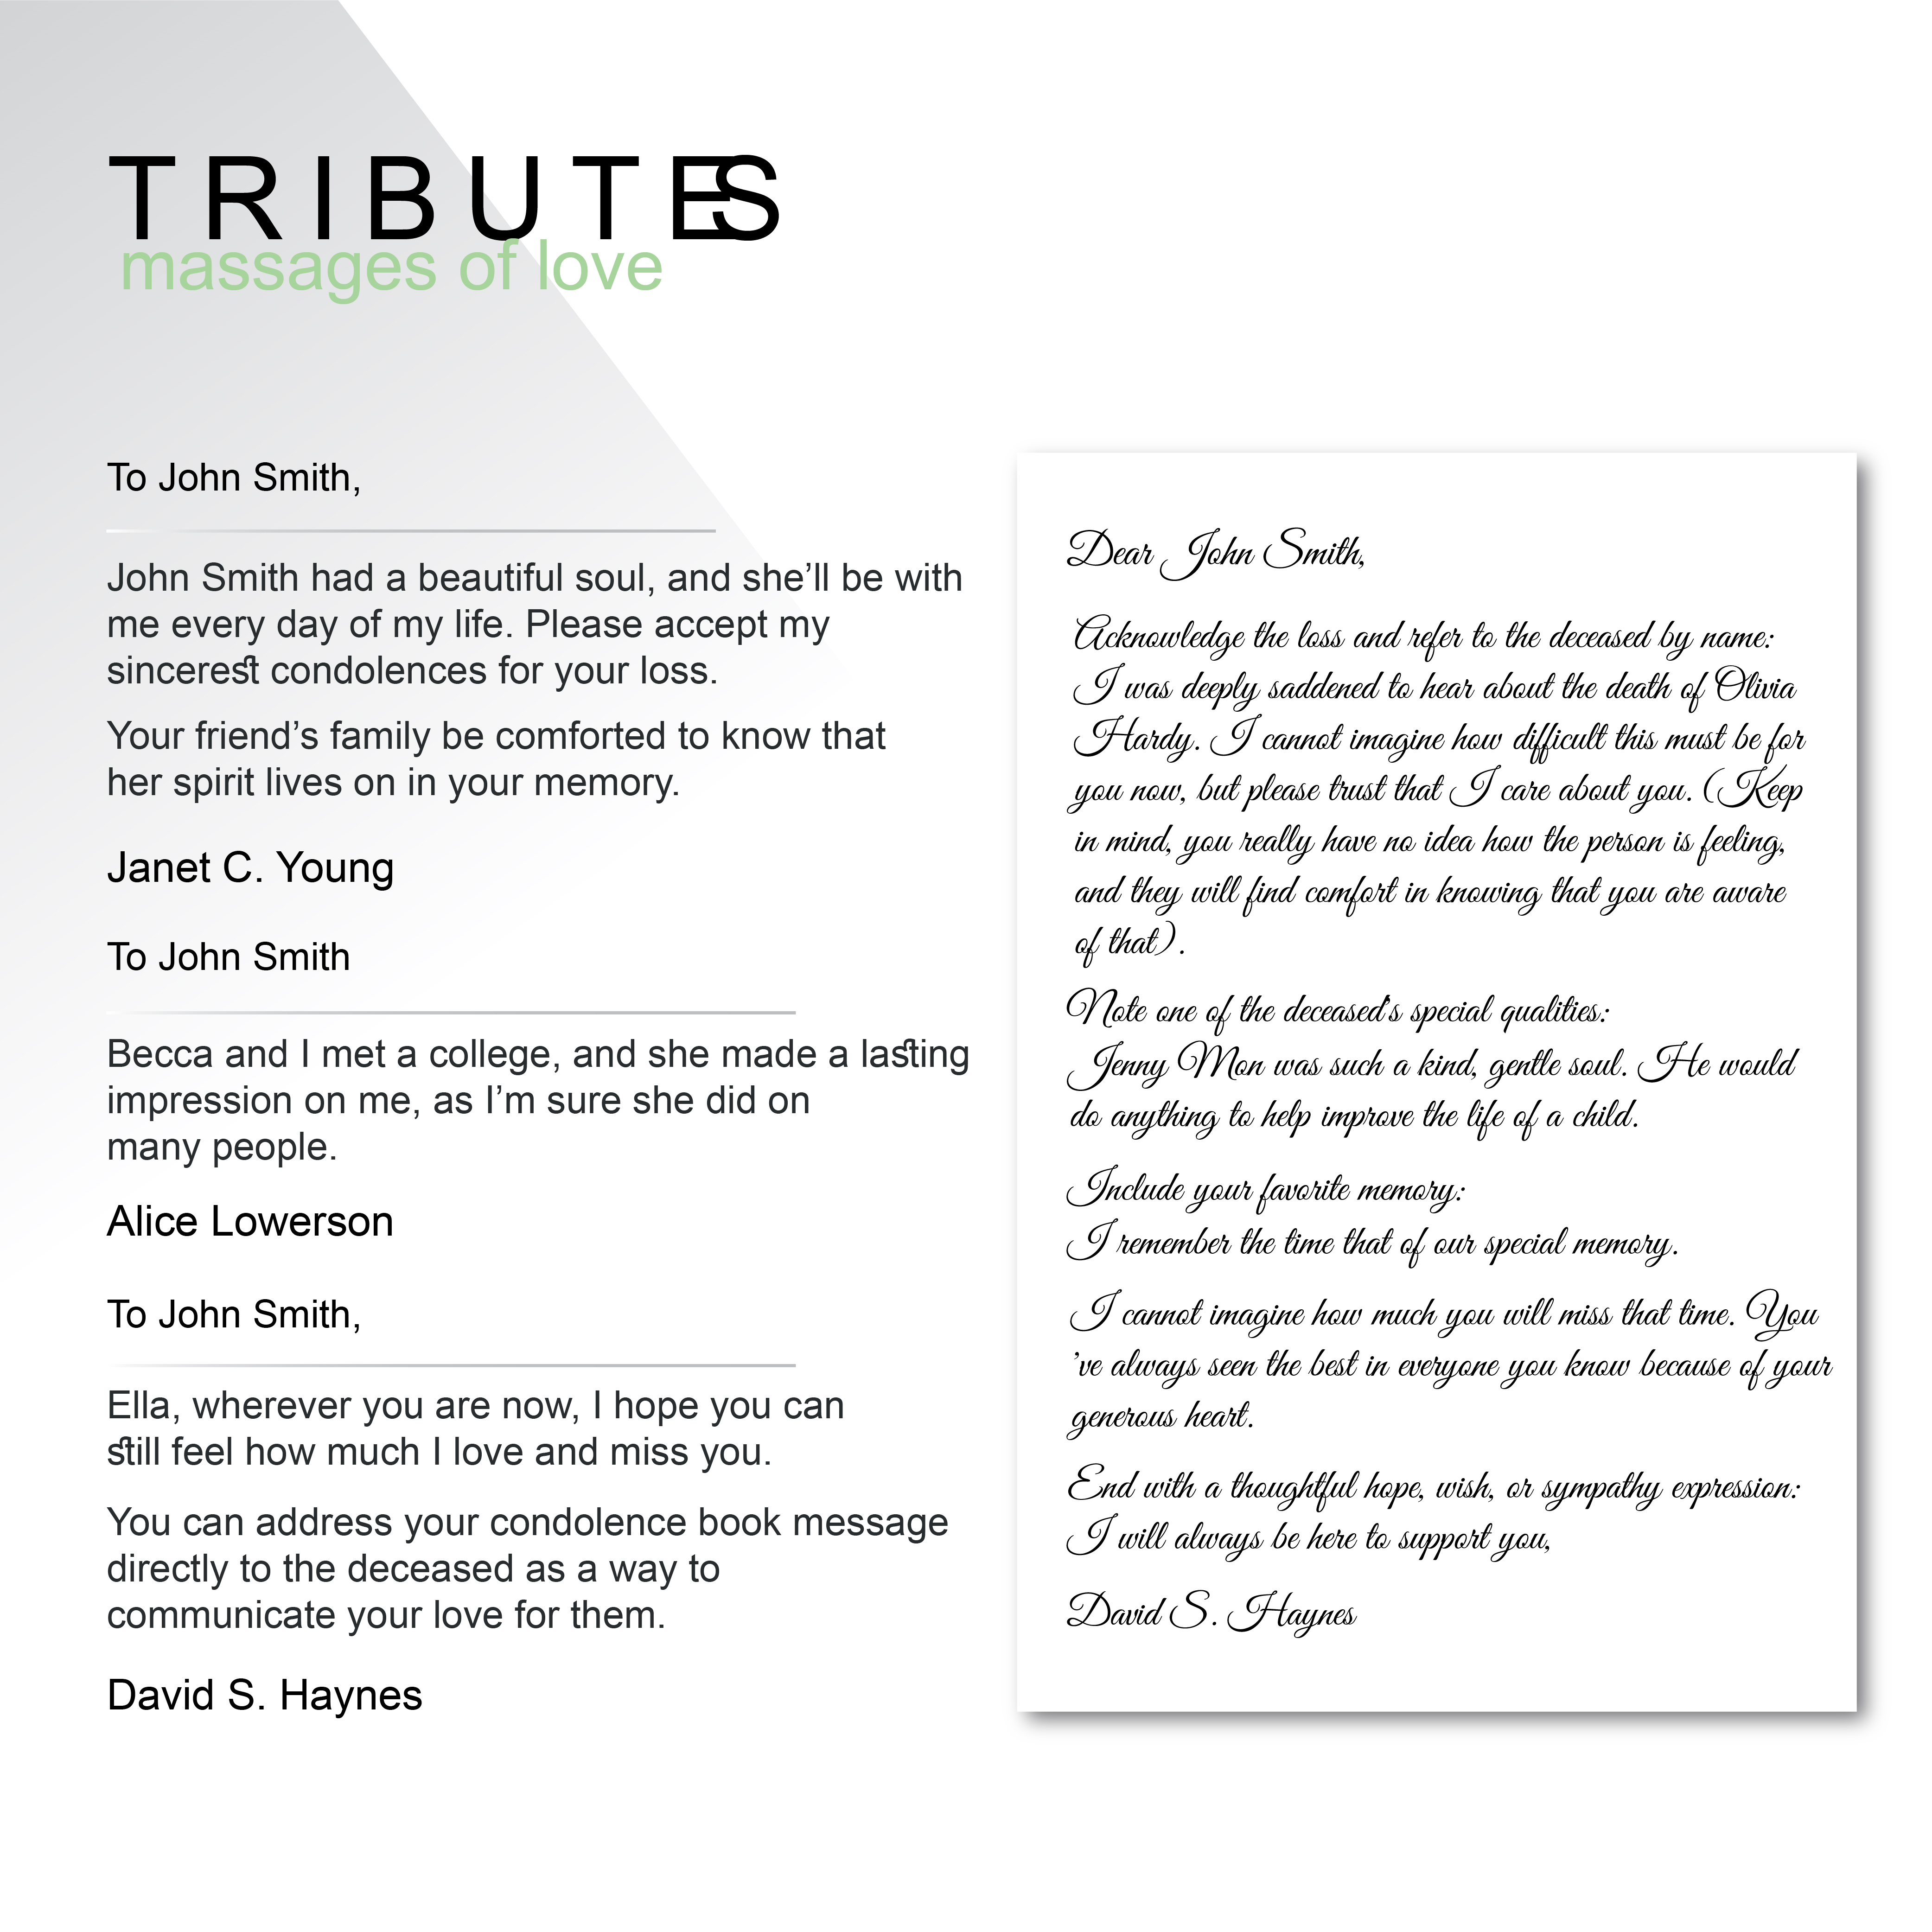 TRIBUTES
massages of love
To John Smith,
John Smith had a beautiful soul, and she’ll be with
me every day of my life. Please accept my
sincerest condolences for your loss.
Your friend’s family be comforted to know that
her spirit lives on in your memory.
Janet C. Young
To John Smith
Becca and I met a college, and she made a lasting
impression on me, as I’m sure she did on
many people.
Alice Lowerson
To John Smith,
Ella, wherever you are now, I hope you can
still feel how much I love and miss you.
You can address your condolence book message
directly to the deceased as a way to
communicate your love for them.
David S. Haynes
Dear John Smith,
Acknowledge the loss and refer to the deceased by name:
I was deeply saddened to hear about the death of Olivia
Hardy. I cannot imagine how difficult this must be for
you now, but please trust that I care about you. (Keep
in mind, you really have no idea how the person is feeling,
and they will find comfort in knowing that you are aware
of that).
Note one of the deceased's special qualities:
Jenny Mon was such a kind, gentle soul. He would
do anything to help improve the life of a child.
Include your favorite memory:
I remember the time that of our special memory.
I cannot imagine how much you will miss that time. You
’ve always seen the best in everyone you know because of your
generous heart.
End with a thoughtful hope, wish, or sympathy expression:
I will always be here to support you,
David S. Haynes